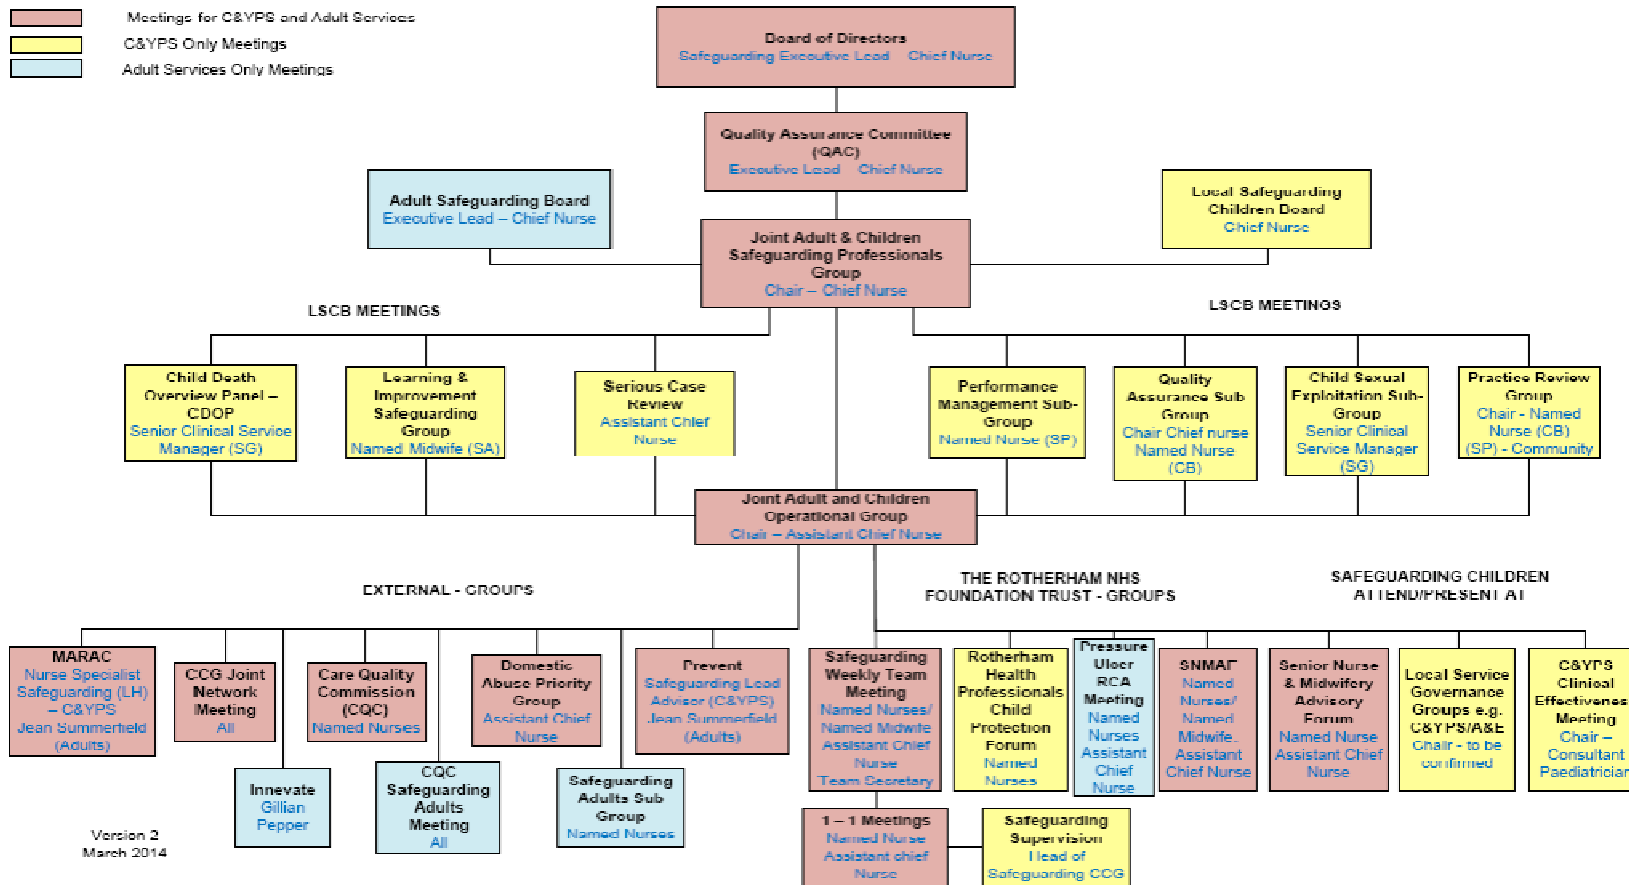 Meetings for C&YPS and Adult Services
C&YPS Only Meetings
Adult Services Only Meetings
Board of Directors
Safeguarding Executive Lead – Chief Nurse
Quality Assurance Committee
(QAC)
Executive Lead – Chief Nurse
Adult Safeguarding Board
Executive Lead – Chief Nurse
Local Safeguarding
Children Board
Chief Nurse
Joint Adult & Children
Safeguarding Professionals
Group
Chair – Chief Nurse
LSCB MEETINGS
LSCB MEETINGS
Child Death
Overview Panel –
CDOP
Senior Clinical Service
Manager (SG)
Learning &
Improvement
Safeguarding
Group
Named Midwife (SA)
Serious Case
Review
Assistant Chief
Nurse
Performance
Management Sub-
Group
Named Nurse (SP)
Quality
Assurance Sub
Group
Chair Chief nurse
Named Nurse
(CB)
Child Sexual
Exploitation Sub-
Group
Senior Clinical
Service Manager
(SG)
Practice Review
Group
Chair - Named
Nurse (CB)
(SP) - Community
Joint Adult and Children
Operational Group
Chair – Assistant Chief Nurse
EXTERNAL - GROUPS
THE ROTHERHAM NHS
FOUNDATION TRUST - GROUPS
SAFEGUARDING CHILDREN
ATTEND/PRESENT AT
MARAC
Nurse Specialist
Safeguarding (LH)
– C&YPS
Jean Summerfield
(Adults)
CCG Joint
Network
Meeting
All
Care Quality
Commission
(CQC)
Named Nurses
Domestic
Abuse Priority
Group
Assistant Chief
Nurse
Prevent
Safeguarding Lead
Advisor (C&YPS)
Jean Summerfield
(Adults)
Safeguarding
Weekly Team
Meeting
Named Nurses/
Named Midwife
Assistant Chief
Nurse
Team Secretary
Rotherham
Health
Professionals
Child
Protection
Forum
Named
Nurses
Pressure
Ulcer
RCA
Meeting
Named
Nurses
Assistant
Chief
Nurse
SNMAF
Named
Nurses/
Named
Midwife.
Assistant
Chief Nurse
Senior Nurse
& Midwifery
Advisory
Forum
Named Nurse
Assistant Chief
Nurse
Local Service
Governance
Groups e.g.
C&YPS/A&E
Chair - to be
confirmed
C&YPS
Clinical
Effectiveness
Meeting
Chair –
Consultant
Paediatrician
Innevate
Gillian
Pepper
CQC
Safeguarding
Adults
Meeting
All
Safeguarding
Adults Sub
Group
Named Nurses
1 – 1 Meetings
Named Nurse
Assistant chief
Nurse
Safeguarding
Supervision
Head of
Safeguarding CCG
Version 2
March 2014